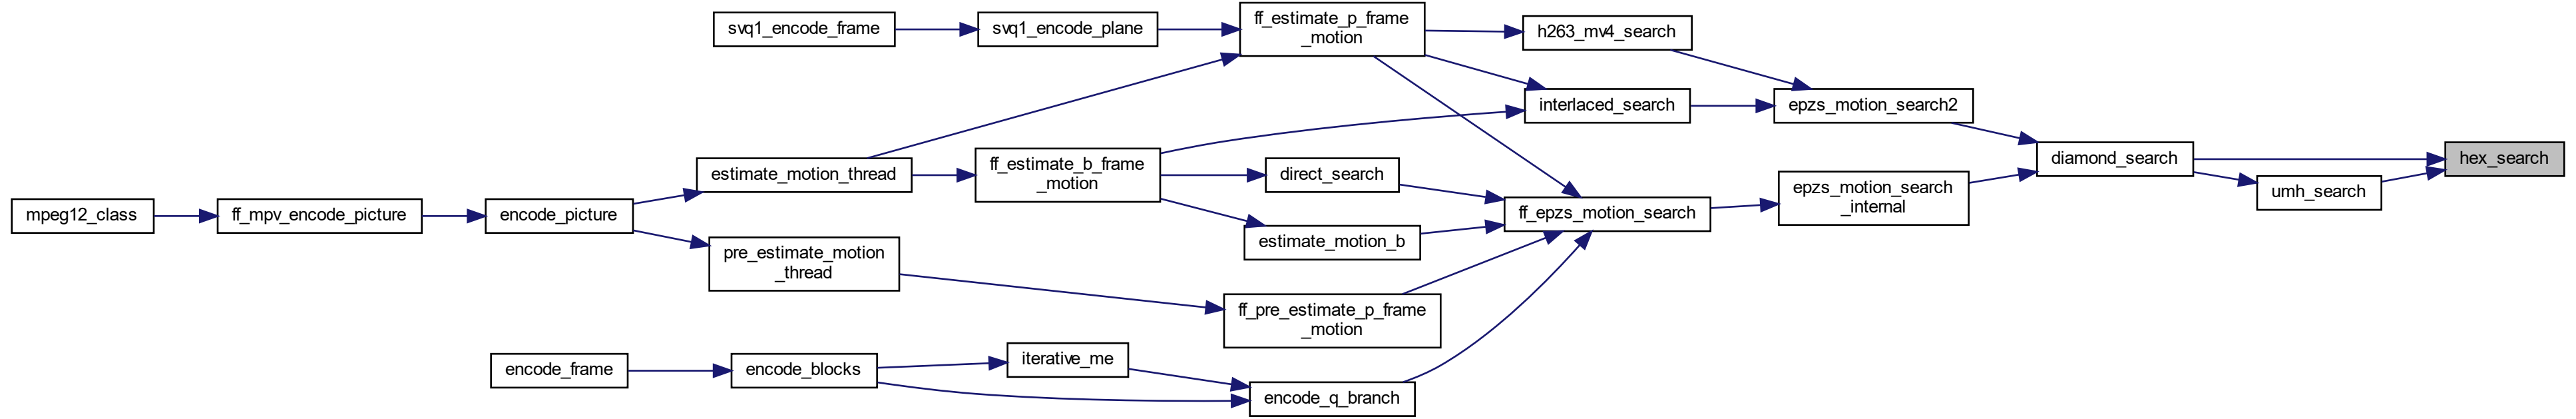 svq1_encode_frame
svq1_encode_plane
ff_estimate_p_frame
_motion
h263_mv4_search
interlaced_search
epzs_motion_search2
mpeg12_class
ff_mpv_encode_picture
encode_picture
estimate_motion_thread
ff_estimate_b_frame
_motion
direct_search
diamond_search
hex_search
umh_search
epzs_motion_search
_internal
ff_epzs_motion_search
estimate_motion_b
pre_estimate_motion
_thread
ff_pre_estimate_p_frame
_motion
encode_frame
encode_blocks
iterative_me
encode_q_branch